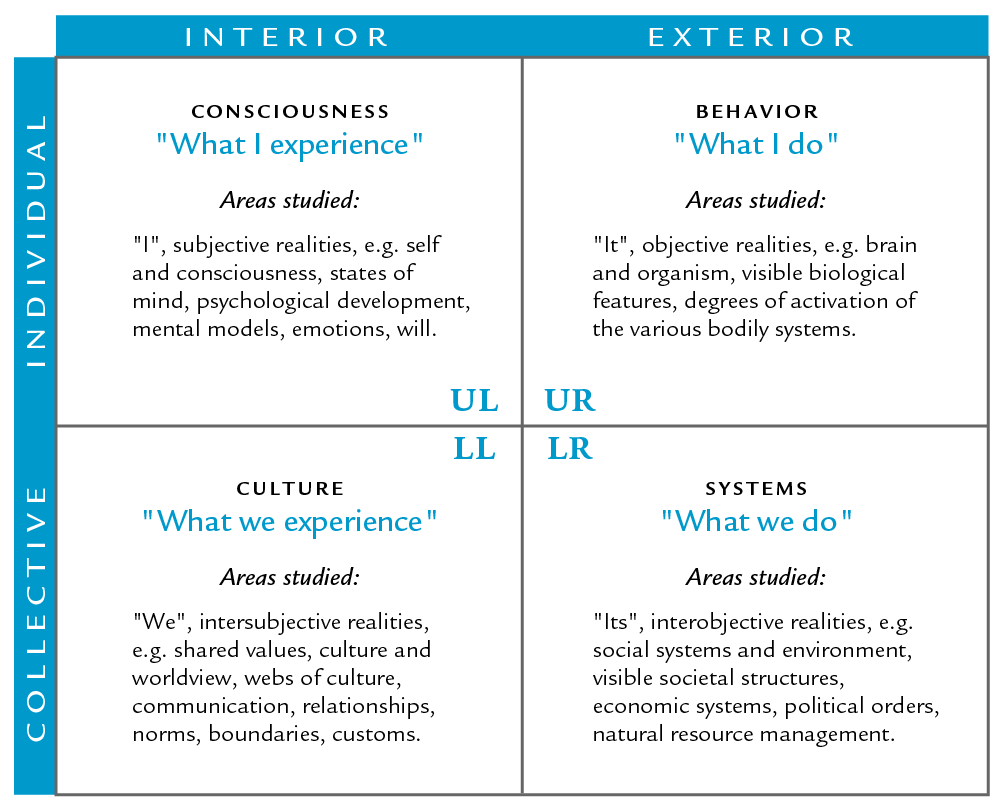 INTERIOR
EXTERIOR
INDIVIDUAL
CONSCIOUSNESS
"What I experience"
Areas studied:
"I", subjective realities, e.g. self
and consciousness, states of
mind, psychological development,
mental models, emotions, will.
UL
BEHAVIOR
"What I do"
Areas studied:
"It", objective realities, e.g. brain
and organism, visible biological
features, degrees of activation of
the various bodily systems.
UR
COLLECTIVE
LL
CULTURE
"What we experience"
Areas studied:
"We", intersubjective realities,
e.g. shared values, culture and
worldview, webs of culture,
communication, relationships,
norms, boundaries, customs.
LR
SYSTEMS
"What we do"
Areas studied:
"Its", interobjective realities, e.g.
social systems and environment,
visible societal structures,
economic systems, political orders,
natural resource management.